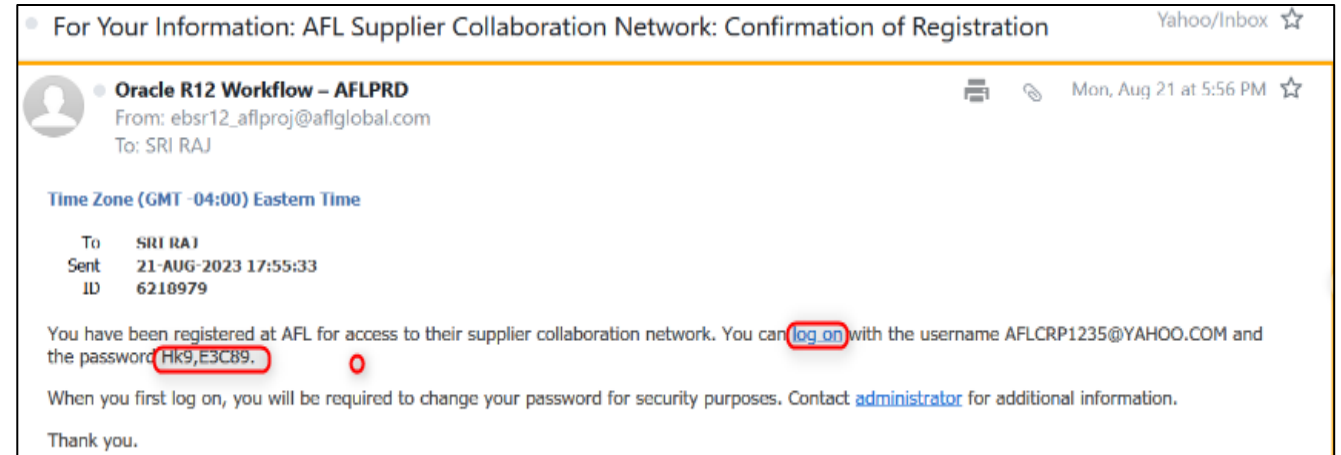 For Your Information: AFL Supplier Collaboration Network: Confirmation of Registration
Yahoo/Inbox
Oracle R12 Workflow – AFLPRD
Mon, Aug 21 at 5:56 PM
From: ebsr12_aflproj@aflglobal.com
To: SRI RAJ
Time Zone (GMT -04:00) Eastern Time
To SRI RAJ
Sent 21-AUG-2023 17:55:33
ID 6218979
You have been registered at AFL for access to their supplier collaboration network. You can log on with the username AFLCRP1235@YAHOO.COM and
the password Hk9,E3C89.
When you first log on, you will be required to change your password for security purposes. Contact administrator for additional information.
Thank you.